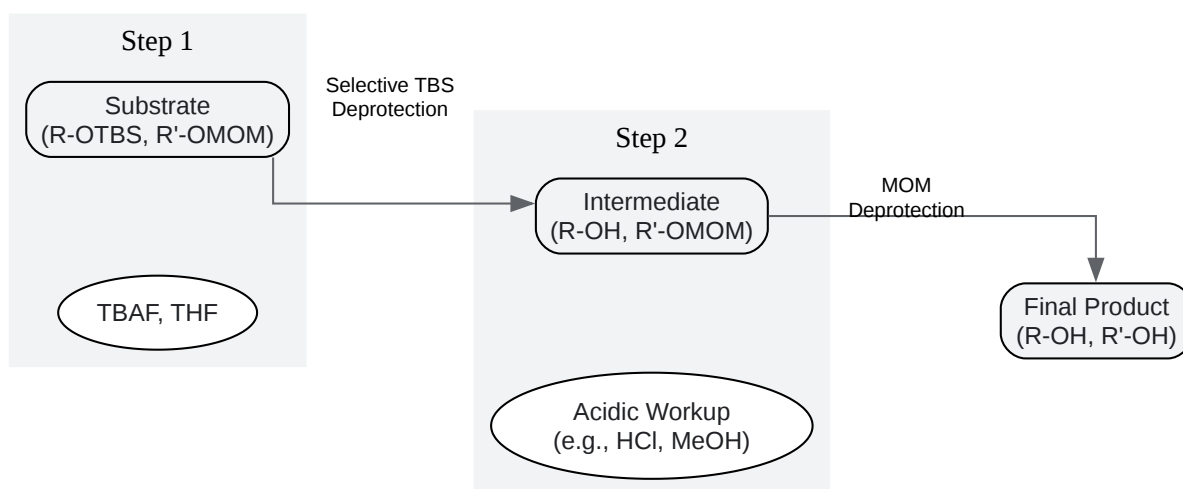 Step 1
Substrate
(R-OTBS, R'-OMOM)
TBAF, THF
Selective TBS
Deprotection
Step 2
Intermediate
(R-OH, R'-OMOM)
Acidic Workup
(e.g., HCl, MeOH)
MOM
Deprotection
Final Product
(R-OH, R'-OH)